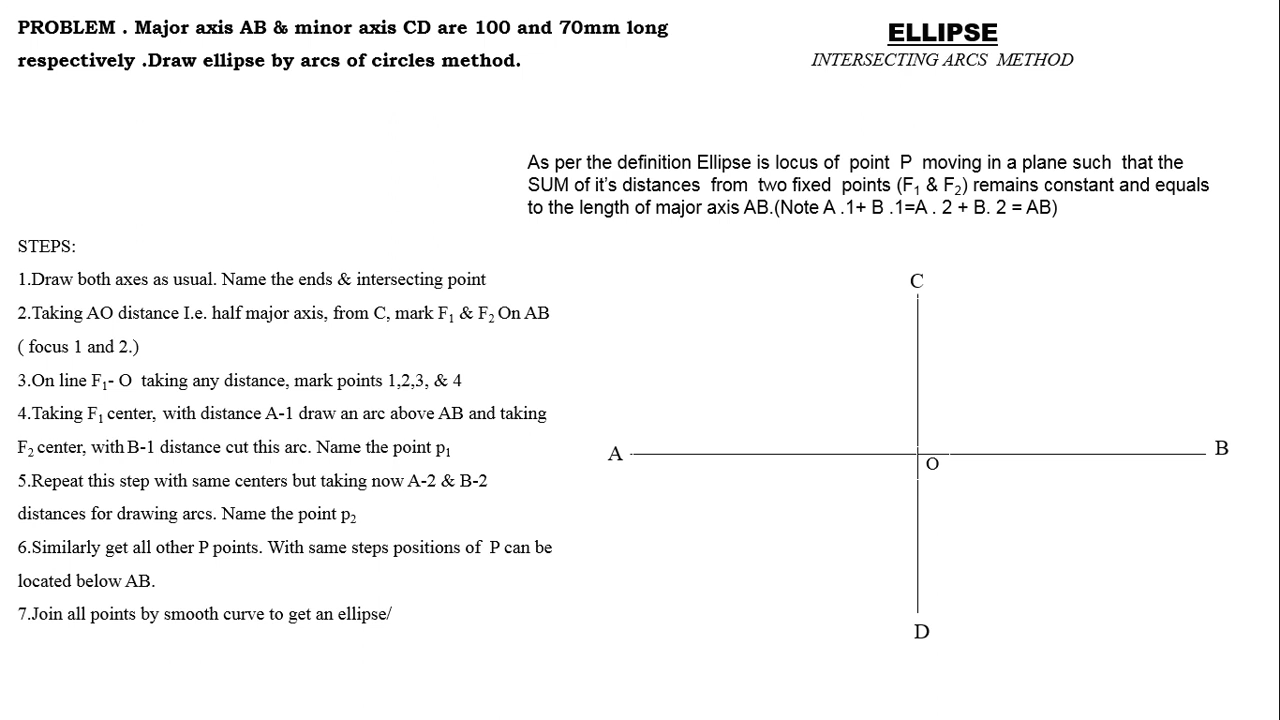 PROBLEM . Major axis AB & minor axis CD are 100 and 70mm long
respectively .Draw ellipse by arcs of circles method.
ELLIPSE
INTERSECTING ARCS METHOD
As per the definition Ellipse is locus of point P moving in a plane such that the
SUM of it's distances from two fixed points (F₁ & F₂) remains constant and equals
to the length of major axis AB.(Note A .1+ B .1=A . 2 + B. 2 = AB)
STEPS:
1.Draw both axes as usual. Name the ends & intersecting point
2.Taking AO distance I.e. half major axis, from C, mark F₁ & F₂ On AB
( focus 1 and 2.)
3.On line F₁- O taking any distance, mark points 1,2,3, & 4
4.Taking F₁ center, with distance A-1 draw an arc above AB and taking
F₂ center, with B-1 distance cut this arc. Name the point p₁
5.Repeat this step with same centers but taking now A-2 & B-2
distances for drawing arcs. Name the point p₂
6.Similarly get all other P points. With same steps positions of P can be
located below AB.
7.Join all points by smooth curve to get an ellipse/
C
A
B
O
D